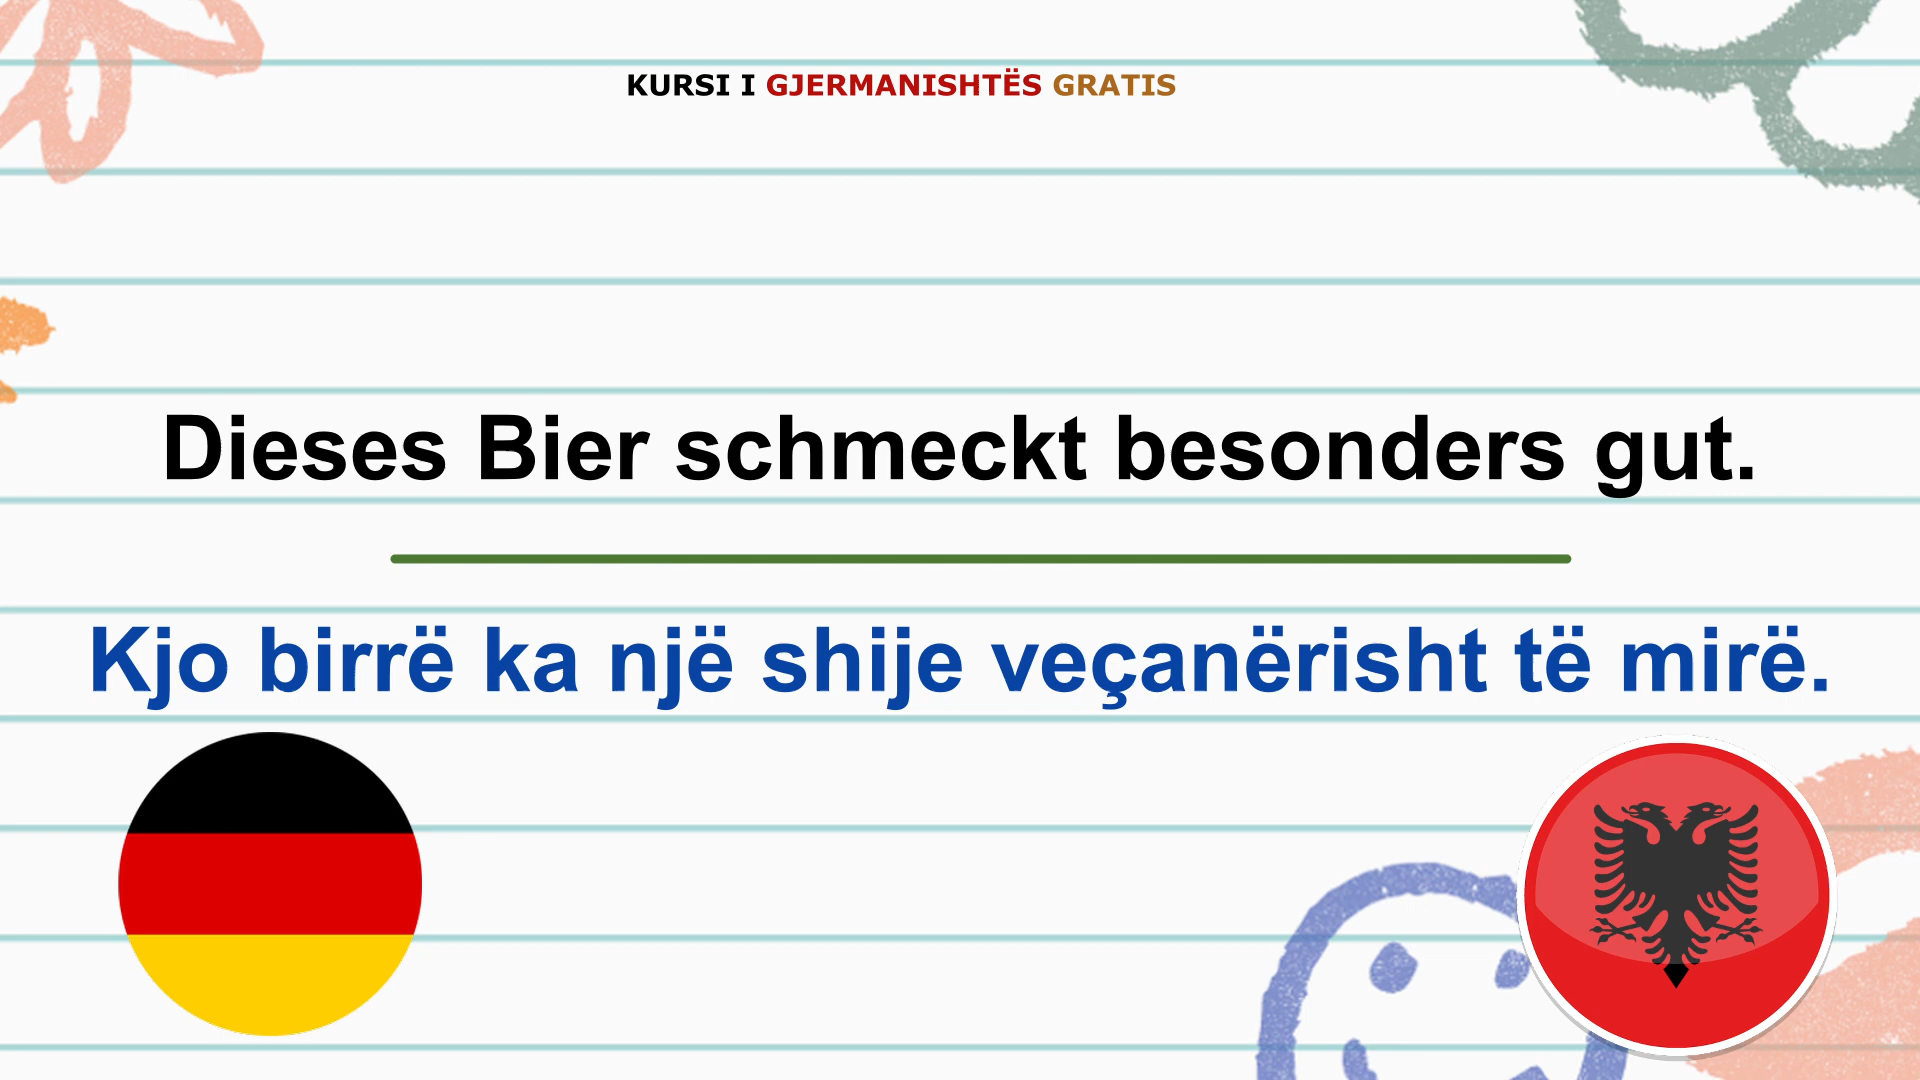 KURSI I GJERMANISHTËS GRATIS
Dieses Bier schmeckt besonders gut.
Kjo birrë ka një shije veçanërisht të mirë.